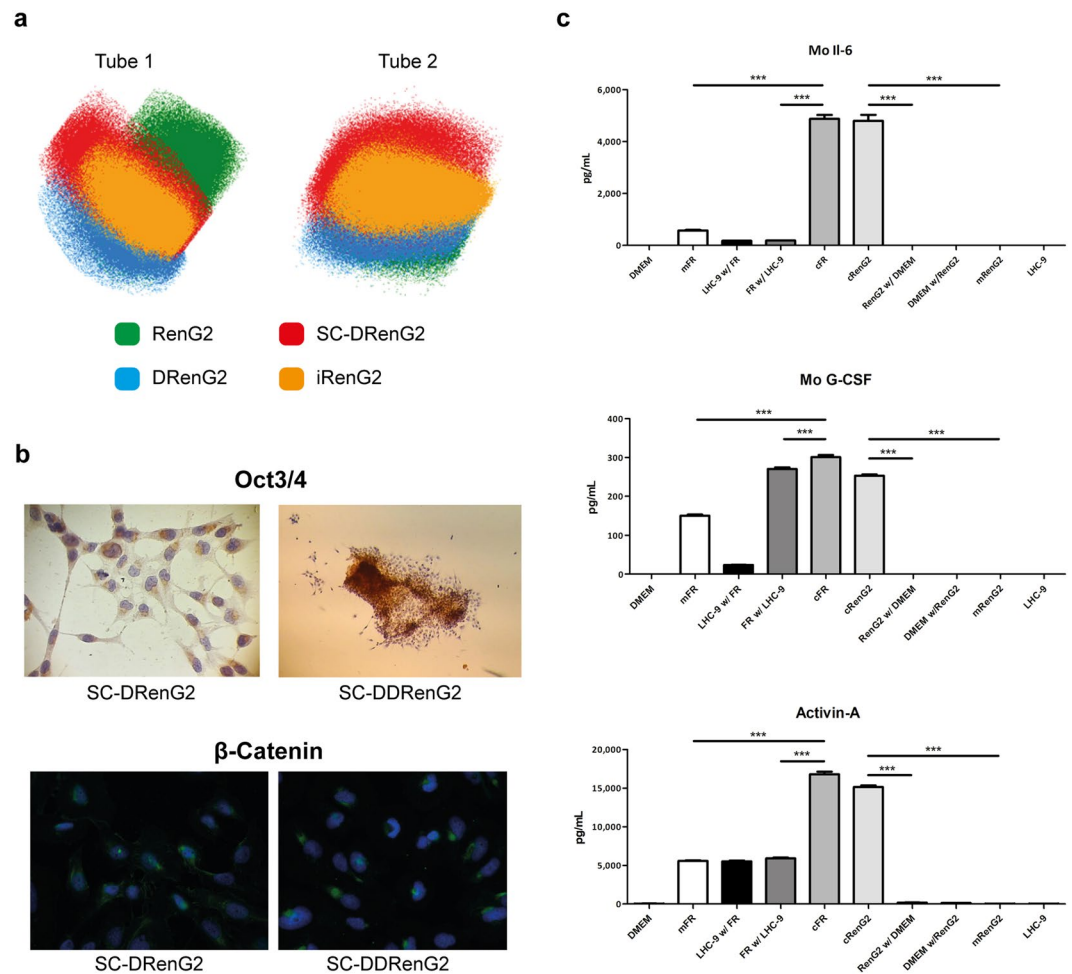 a
Tube 1
Tube 2
RenG2
SC-DRenG2
DRenG2
iRenG2
b
Oct3/4
SC-DRenG2
SC-DDRenG2
β-Catenin
SC-DRenG2
SC-DDRenG2
c
Mo Il-6
***
***
***
***
6,000
4,000
2,000
0
pg/mL
DMEM
mFR
LHC-9 w/ FR
FR w/ LHC-9
cFR
cRenG2
RenG2 w/ DMEM
DMEM w/RenG2
mRenG2
LHC-9
Mo G-CSF
***
***
***
***
400
300
200
100
0
pg/mL
DMEM
mFR
LHC-9 w/ FR
FR w/ LHC-9
cFR
cRenG2
RenG2 w/ DMEM
DMEM w/RenG2
mRenG2
LHC-9
Activin-A
***
***
***
***
20,000
15,000
10,000
5,000
0
pg/mL
DMEM
mFR
LHC-9 w/ FR
FR w/ LHC-9
cFR
cRenG2
RenG2 w/ DMEM
DMEM w/RenG2
mRenG2
LHC-9